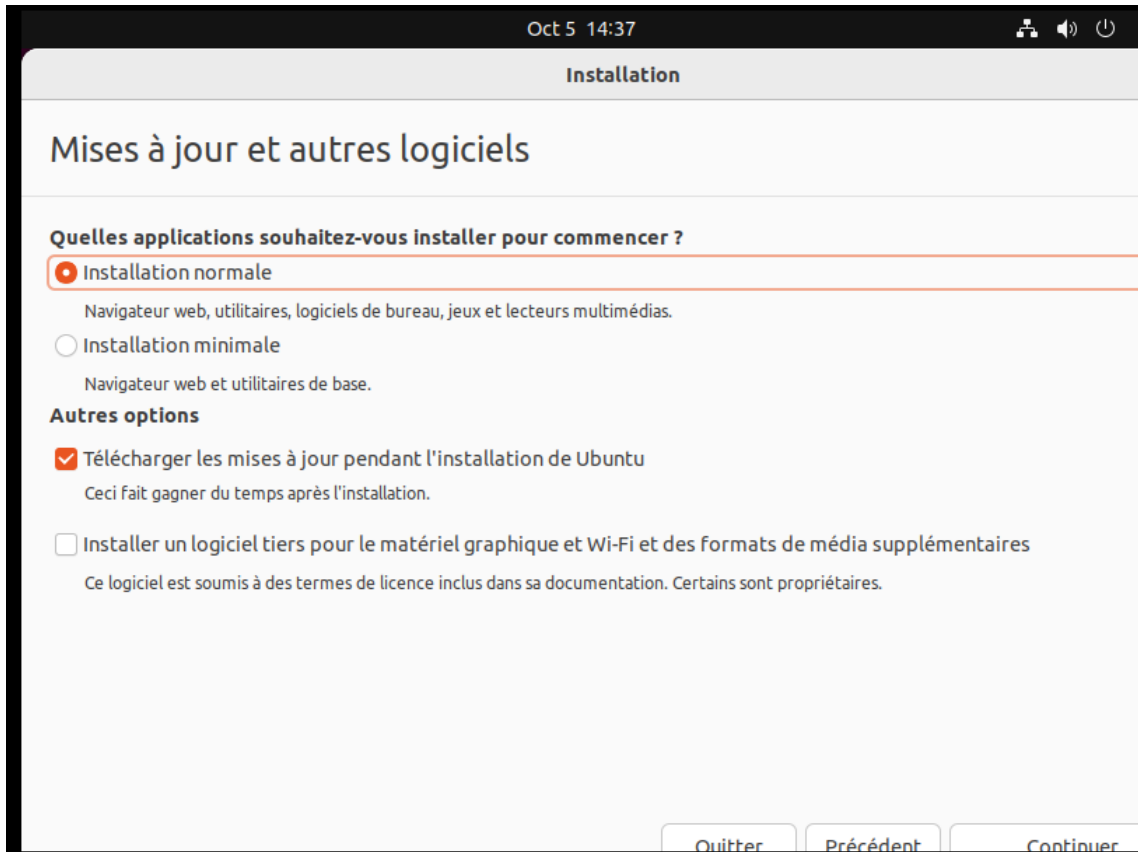 Oct 5 14:37
Installation
Mises à jour et autres logiciels
Quelles applications souhaitez-vous installer pour commencer ?
Installation normale
Navigateur web, utilitaires, logiciels de bureau, jeux et lecteurs multimédias.
Installation minimale
Navigateur web et utilitaires de base.
Autres options
Télécharger les mises à jour pendant l'installation de Ubuntu
Ceci fait gagner du temps après l'installation.
Installer un logiciel tiers pour le matériel graphique et Wi-Fi et des formats de média supplémentaires
Ce logiciel est soumis à des termes de licence inclus dans sa documentation. Certains sont propriétaires.
Quitter Précédent Continuer